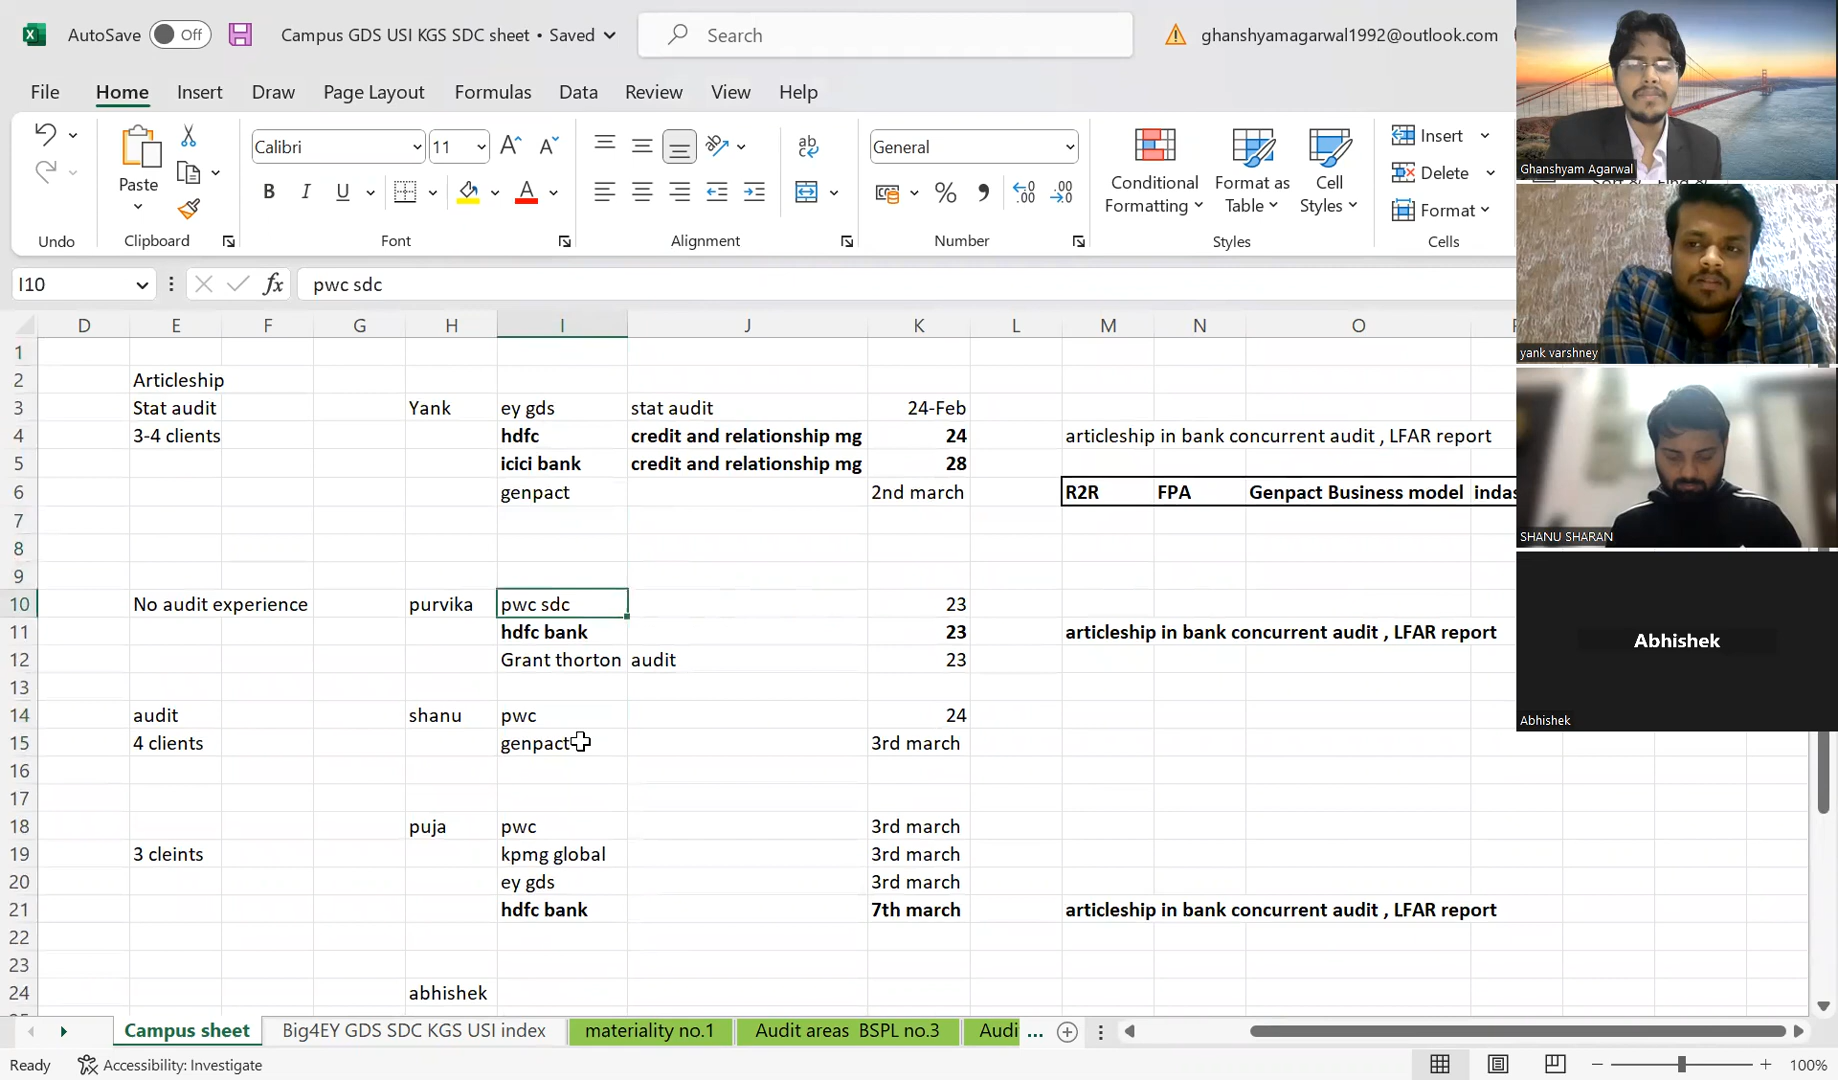 AutoSave Off Campus GDS USI KGS SDC sheet • Saved Search ghanshyamagarwal1992@outlook.com
File Home Insert Draw Page Layout Formulas Data Review View Help
Calibri 11 General
Paste
Conditional Formatting
Format as Table
Cell Styles
Insert
Delete
Format
Undo Clipboard Font Alignment Number Styles Cells
I10 fx pwc sdc
D E F G H I J K L M N O
1
2 Articleship
3 Stat audit Yank ey gds stat audit 24-Feb
4 3-4 clients hdfc credit and relationship mg 24 articleship in bank concurrent audit , LFAR report
5 icici bank credit and relationship mg 28
6 genpact 2nd march R2R FPA Genpact Business model indas
7
8
9
10 No audit experience purvika pwc sdc 23
11 hdfc bank 23 articleship in bank concurrent audit , LFAR report
12 Grant thorton audit 23
13
14 audit shanu pwc 24
15 4 clients genpact 3rd march
16
17
18 puja pwc 3rd march
19 3 cleints kpmg global 3rd march
20 ey gds 3rd march
21 hdfc bank 7th march articleship in bank concurrent audit , LFAR report
22
23
24 abhishek
Campus sheet Big4EY GDS SDC KGS USI index materiality no.1 Audit areas BSPL no.3 Audi ...
Ready Accessibility: Investigate 100%
Ghanshyam Agarwal
yank varshney
SHANU SHARAN
Abhishek
Abhishek